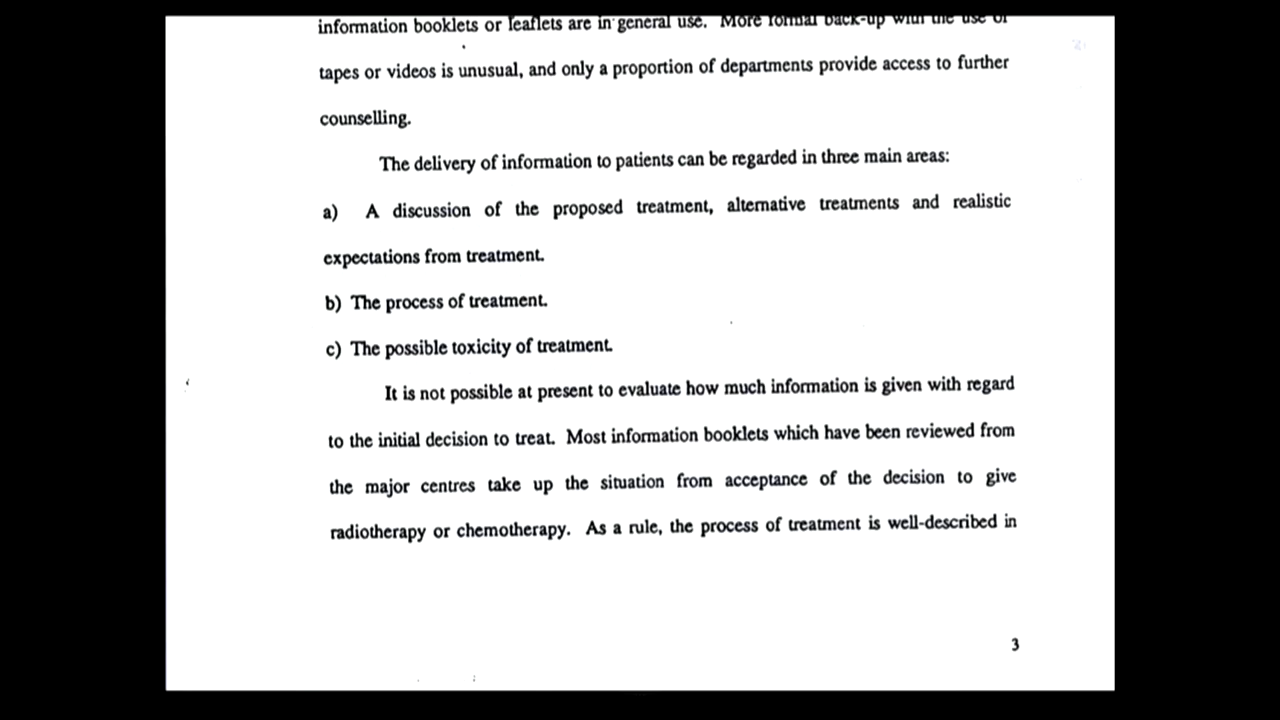 information booklets or leaflets are in general use. More formal back-up with the use of
tapes or videos is unusual, and only a proportion of departments provide access to further
counselling.
The delivery of information to patients can be regarded in three main areas:
a) A discussion of the proposed treatment, alternative treatments and realistic
expectations from treatment.
b) The process of treatment.
c) The possible toxicity of treatment.
It is not possible at present to evaluate how much information is given with regard
to the initial decision to treat. Most information booklets which have been reviewed from
the major centres take up the situation from acceptance of the decision to give
radiotherapy or chemotherapy. As a rule, the process of treatment is well-described in
3